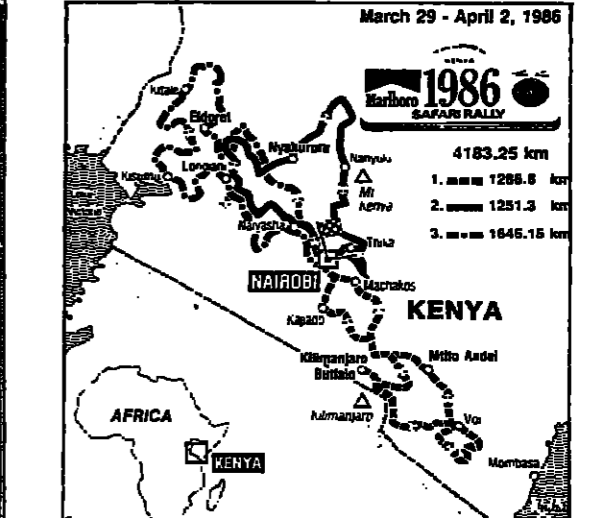 March 29 - April 2, 1986
Marlboro
1986
SAFARI RALLY
4183.25 km
1. 1286.8 km
2. 1251.3 km
3. 1645.15 km
Kitale
Eldoret
Nyahururu
Nanyuki
Londiani
Kisumu
Mt
Kenya
Naivasha
Thika
NAIROBI
Machakos
KENYA
Kajiado
Kilimanjaro
Buffalo
Mtito Andei
Kilimanjaro
Voi
Mombasa
AFRICA
KENYA